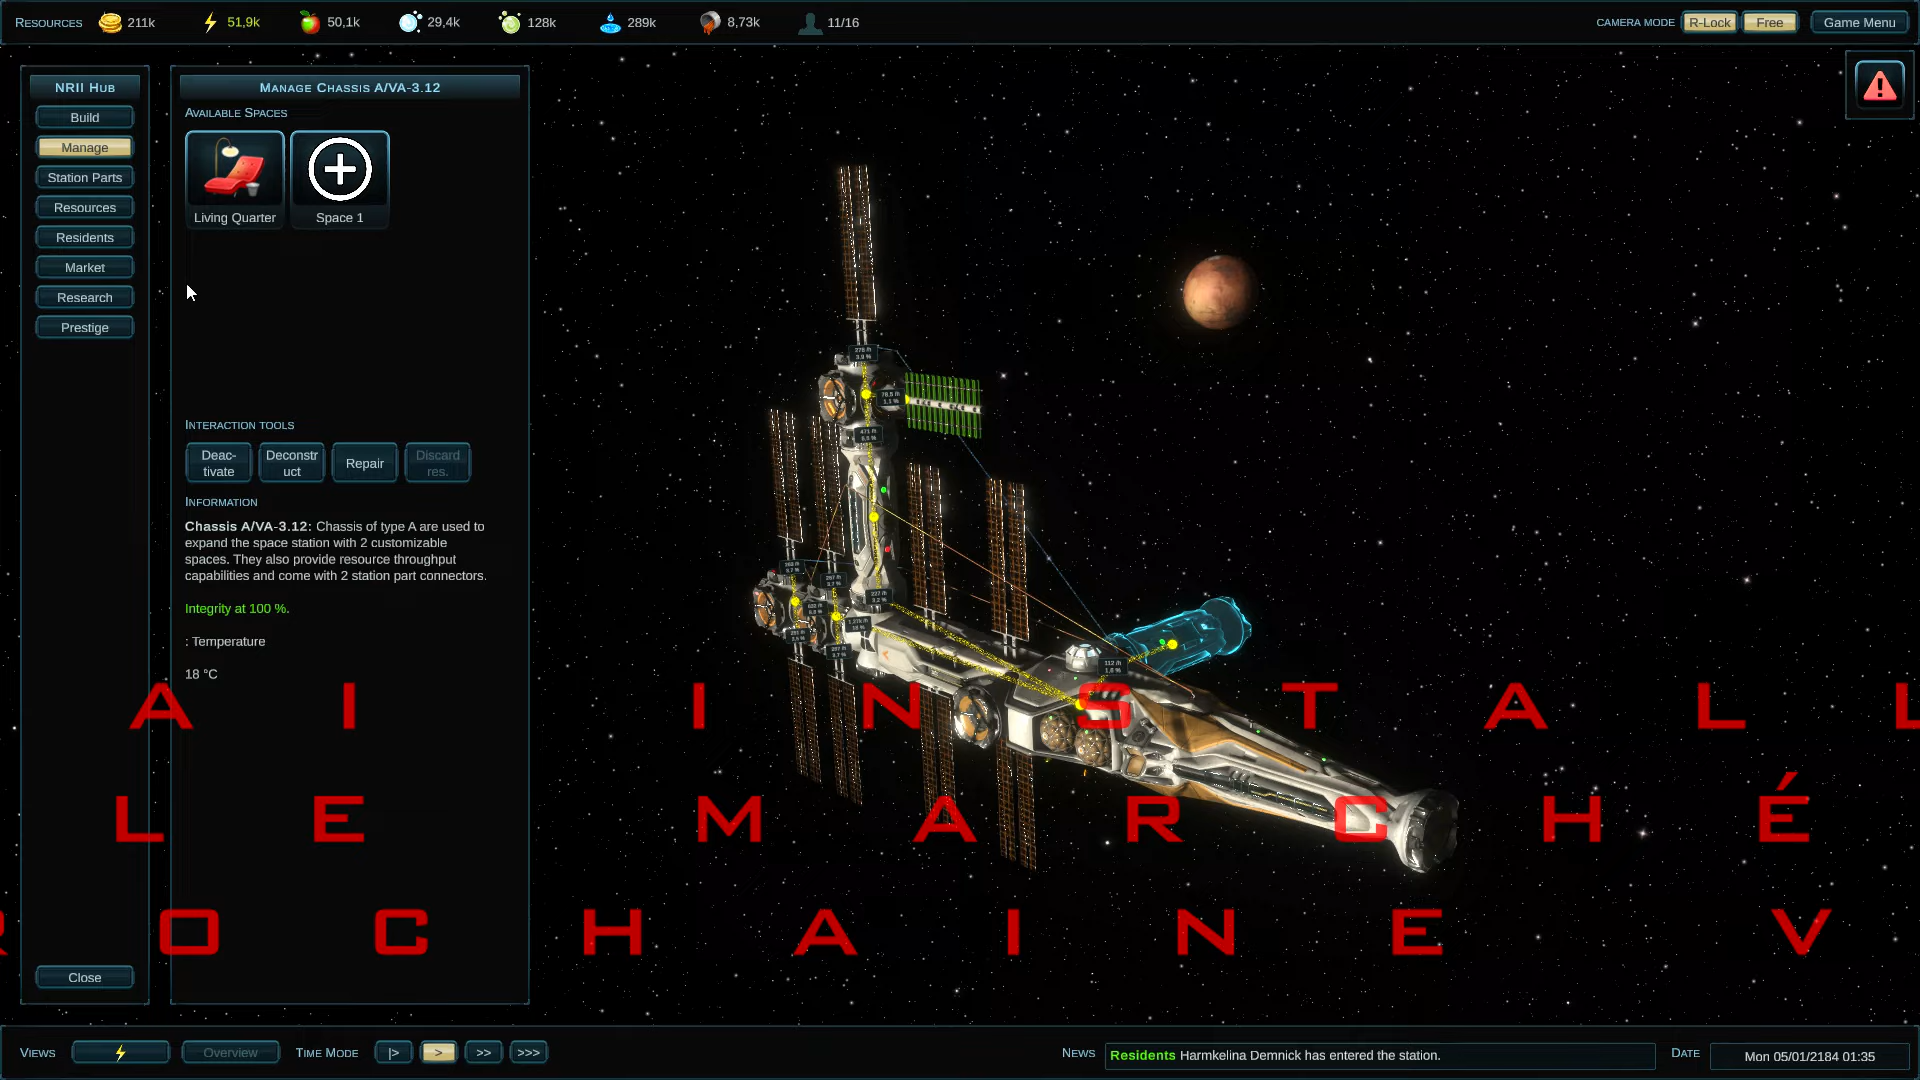 RESOURCES 211k 51,9k 50,1k 29,4k 128k 289k 8,73k 11/16 CAMERA MODE R-Lock Free Game Menu
NRII HUB
Build
Manage
Station Parts
Resources
Residents
Market
Research
Prestige
Close
MANAGE CHASSIS A/VA-3.12
AVAILABLE SPACES
Living Quarter Space 1
INTERACTION TOOLS
Deac-
tivate
Deconstr
uct
Repair
Discard
res.
INFORMATION
Chassis A/VA-3.12: Chassis of type A are used to
expand the space station with 2 customizable
spaces. They also provide resource throughput
capabilities and come with 2 station part connectors.
Integrity at 100 %.
: Temperature
18 °C
AI INSTALL
LE MARCHÉ
ROCHAINE V
VIEWS Overview TIME MODE |> > >> >>> NEWS Residents Harmkelina Demnick has entered the station. DATE Mon 05/01/2184 01:35